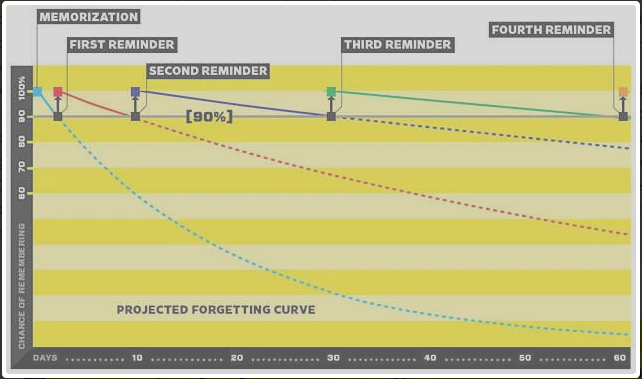 MEMORIZATION
FOURTH REMINDER
FIRST REMINDER
THIRD REMINDER
SECOND REMINDER
100%
90
[90%]
80
70
60
CHANCE OF REMEMBERING
PROJECTED FORGETTING CURVE
DAYS 10 20 30 40 50 60